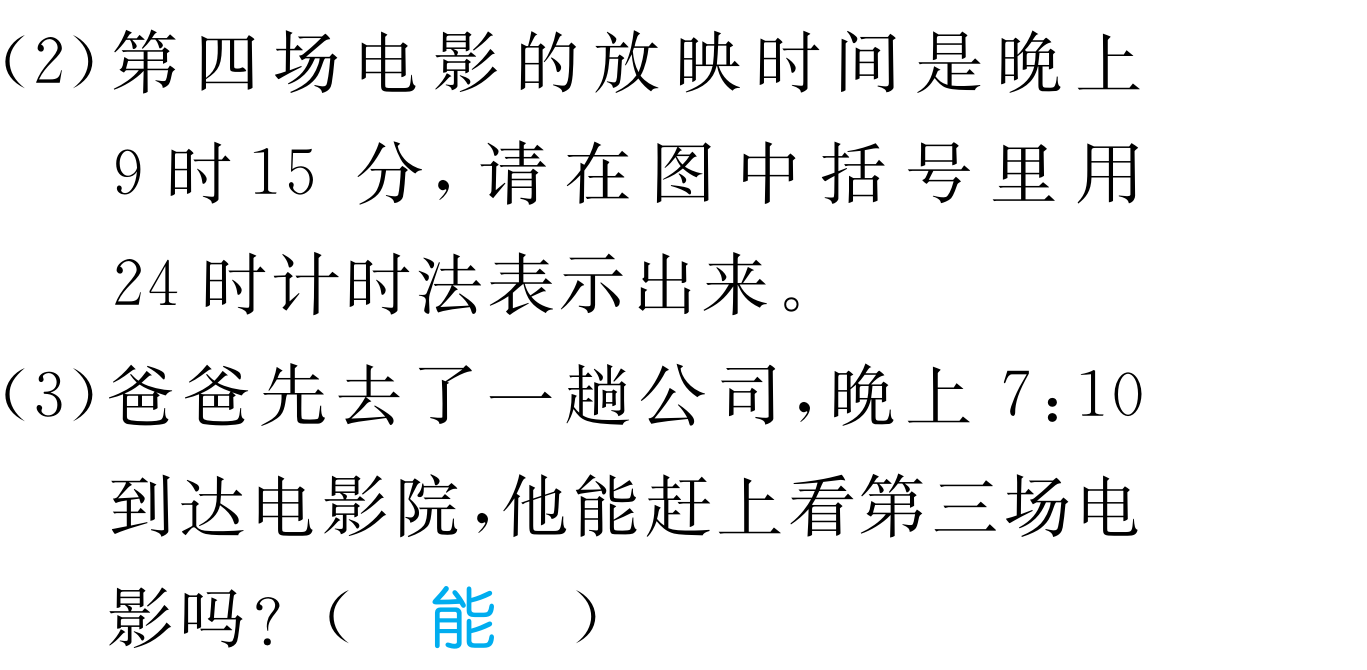 (2)第四场电影的放映时间是晚上
9时15分,请在图中括号里用
24时计时法表示出来。
(3)爸爸先去了一趟公司,晚上7:10
到达电影院,他能赶上看第三场电
影吗?( 能 )